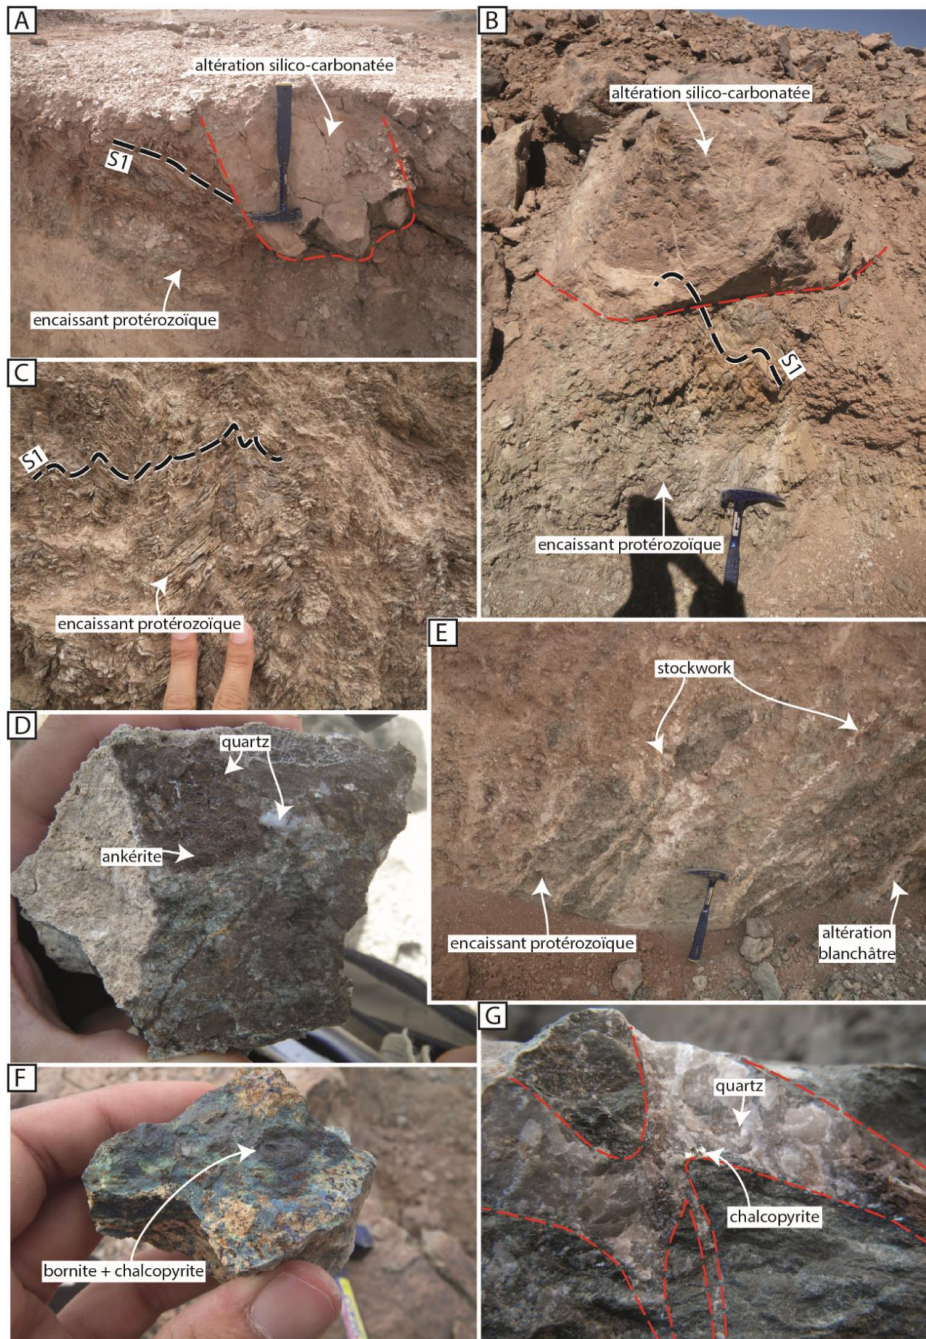 A
altération silico-carbonatée
S1
encaissant protérozoïque
B
altération silico-carbonatée
S1
encaissant protérozoïque
C
S1
encaissant protérozoïque
D
quartz
ankérite
E
stockwork
encaissant protérozoïque
altération
blanchâtre
F
bornite + chalcopyrite
G
quartz
chalcopyrite